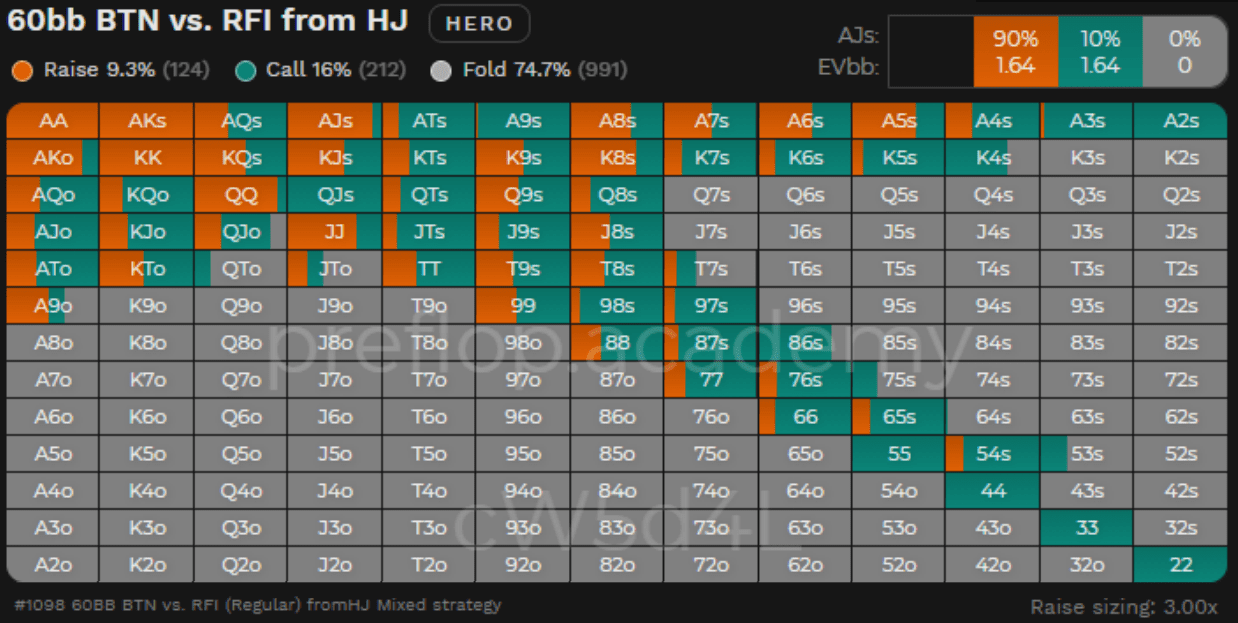 60bb BTN vs. RFI from HJ HERO
AJs: 90% 10% 0%
EVbb: 1.64 1.64 0
Raise 9.3% (124) Call 16% (212) Fold 74.7% (991)
AA AKs AQs AJs ATs A9s A8s A7s A6s A5s A4s A3s A2s
AKo KK KQs KJs KTs K9s K8s K7s K6s K5s K4s K3s K2s
AQo KQo QQ QJs QTs Q9s Q8s Q7s Q6s Q5s Q4s Q3s Q2s
AJo KJo QJo JJ JTs J9s J8s J7s J6s J5s J4s J3s J2s
ATo KTo QTo JTo TT T9s T8s T7s T6s T5s T4s T3s T2s
A9o K9o Q9o J9o T9o 99 98s 97s 96s 95s 94s 93s 92s
preflop.academy
A8o K8o Q8o J8o T8o 98o 88 87s 86s 85s 84s 83s 82s
A7o K7o Q7o J7o T7o 97o 87o 77 76s 75s 74s 73s 72s
A6o K6o Q6o J6o T6o 96o 86o 76o 66 65s 64s 63s 62s
A5o K5o Q5o J5o T5o 95o 85o 75o 65o 55 54s 53s 52s
A4o K4o Q4o J4o T4o 94o 84o 74o 64o 54o 44 43s 42s
cW5d4L
A3o K3o Q3o J3o T3o 93o 83o 73o 63o 53o 43o 33 32s
A2o K2o Q2o J2o T2o 92o 82o 72o 62o 52o 42o 32o 22
#1098 60BB BTN vs. RFI (Regular) fromHJ Mixed strategy
Raise sizing: 3.00x